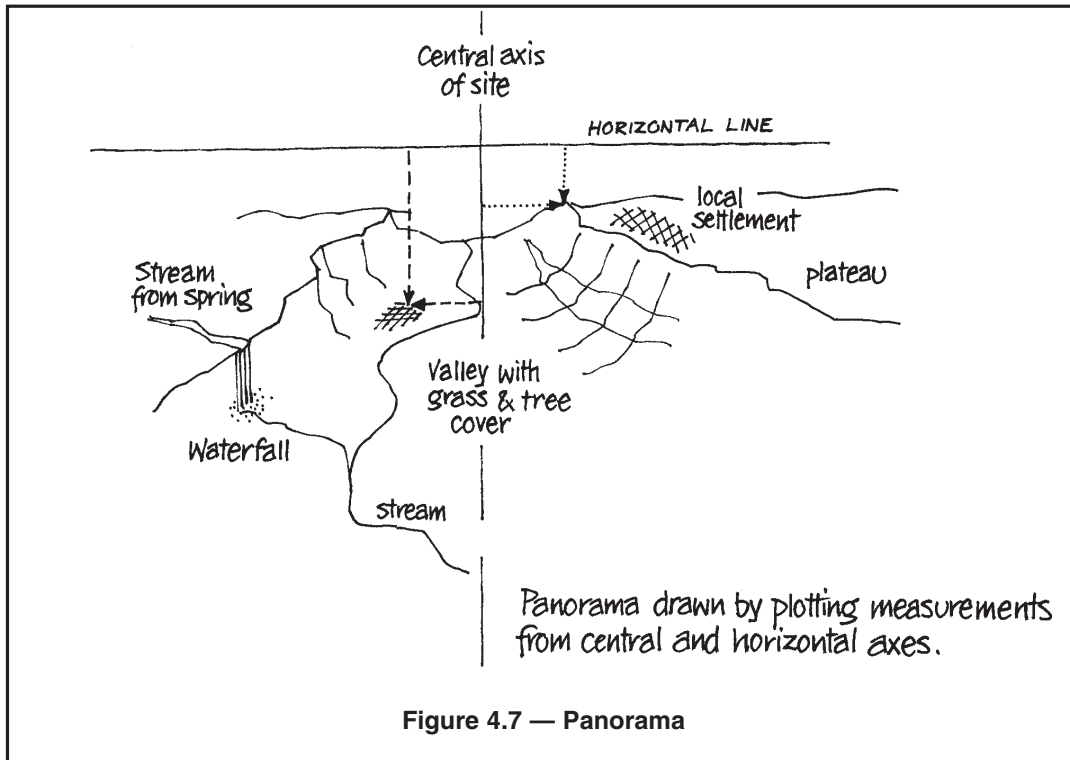 Central axis
of site
HORIZONTAL LINE
local
settlement
plateau
Stream
from spring
Valley with
grass & tree
cover
Waterfall
stream
Panorama drawn by plotting measurements
from central and horizontal axes.
Figure 4.7 — Panorama